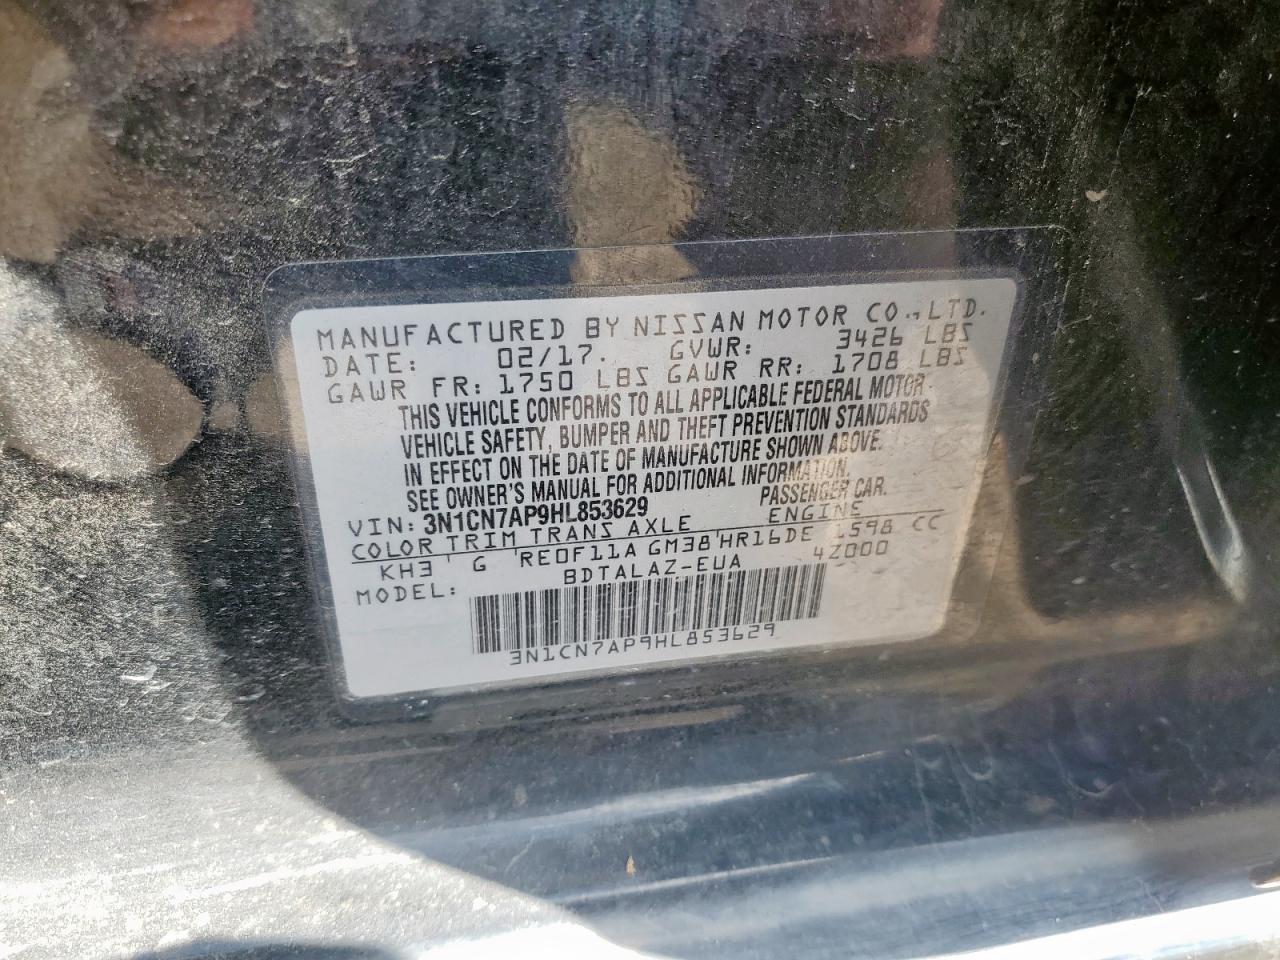 MANUFACTURED BY NISSAN MOTOR CO.,LTD.
DATE: 02/17. GVWR: 3426 LBS
GAWR FR: 1750 LBS GAWR RR: 1708 LBS
THIS VEHICLE CONFORMS TO ALL APPLICABLE FEDERAL MOTOR
VEHICLE SAFETY, BUMPER AND THEFT PREVENTION STANDARDS
IN EFFECT ON THE DATE OF MANUFACTURE SHOWN ABOVE.
SEE OWNER'S MANUAL FOR ADDITIONAL INFORMATION.
VIN: 3N1CN7AP9HL853629 PASSENGER CAR.
COLOR TRIM TRANS AXLE ENGINE
KH3 G RE0F11A GM38 HR16DE 1598 CC
MODEL: BDTALAZ-EUA 4Z000
3N1CN7AP9HL853629